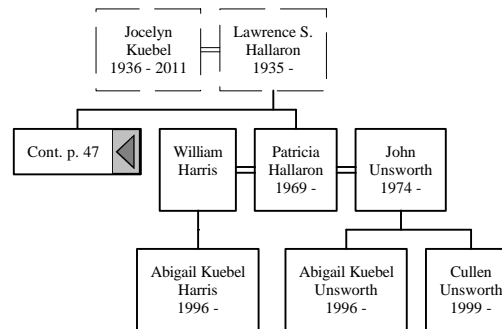 Jocelyn
Kuebel
1936 - 2011
Lawrence S.
Hallaron
1935 -
Cont. p. 47
William
Harris
Patricia
Hallaron
1969 -
John
Unsworth
1974 -
Abigail Kuebel
Harris
1996 -
Abigail Kuebel
Unsworth
1996 -
Cullen
Unsworth
1999 -